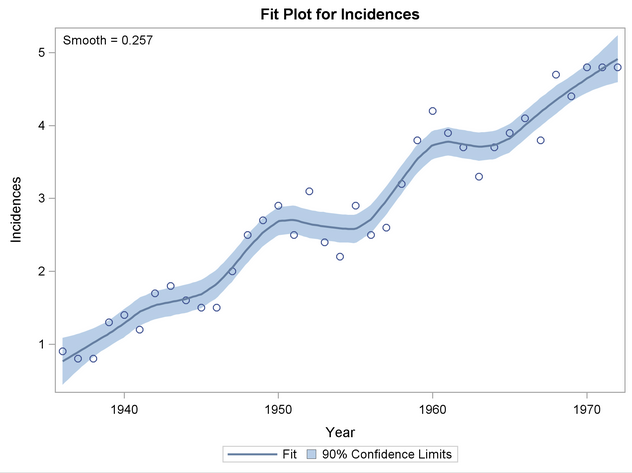 Fit Plot for Incidences
Smooth = 0.257
5
4
3
2
1
Incidences
1940 1950 1960 1970
Year
Fit 90% Confidence Limits